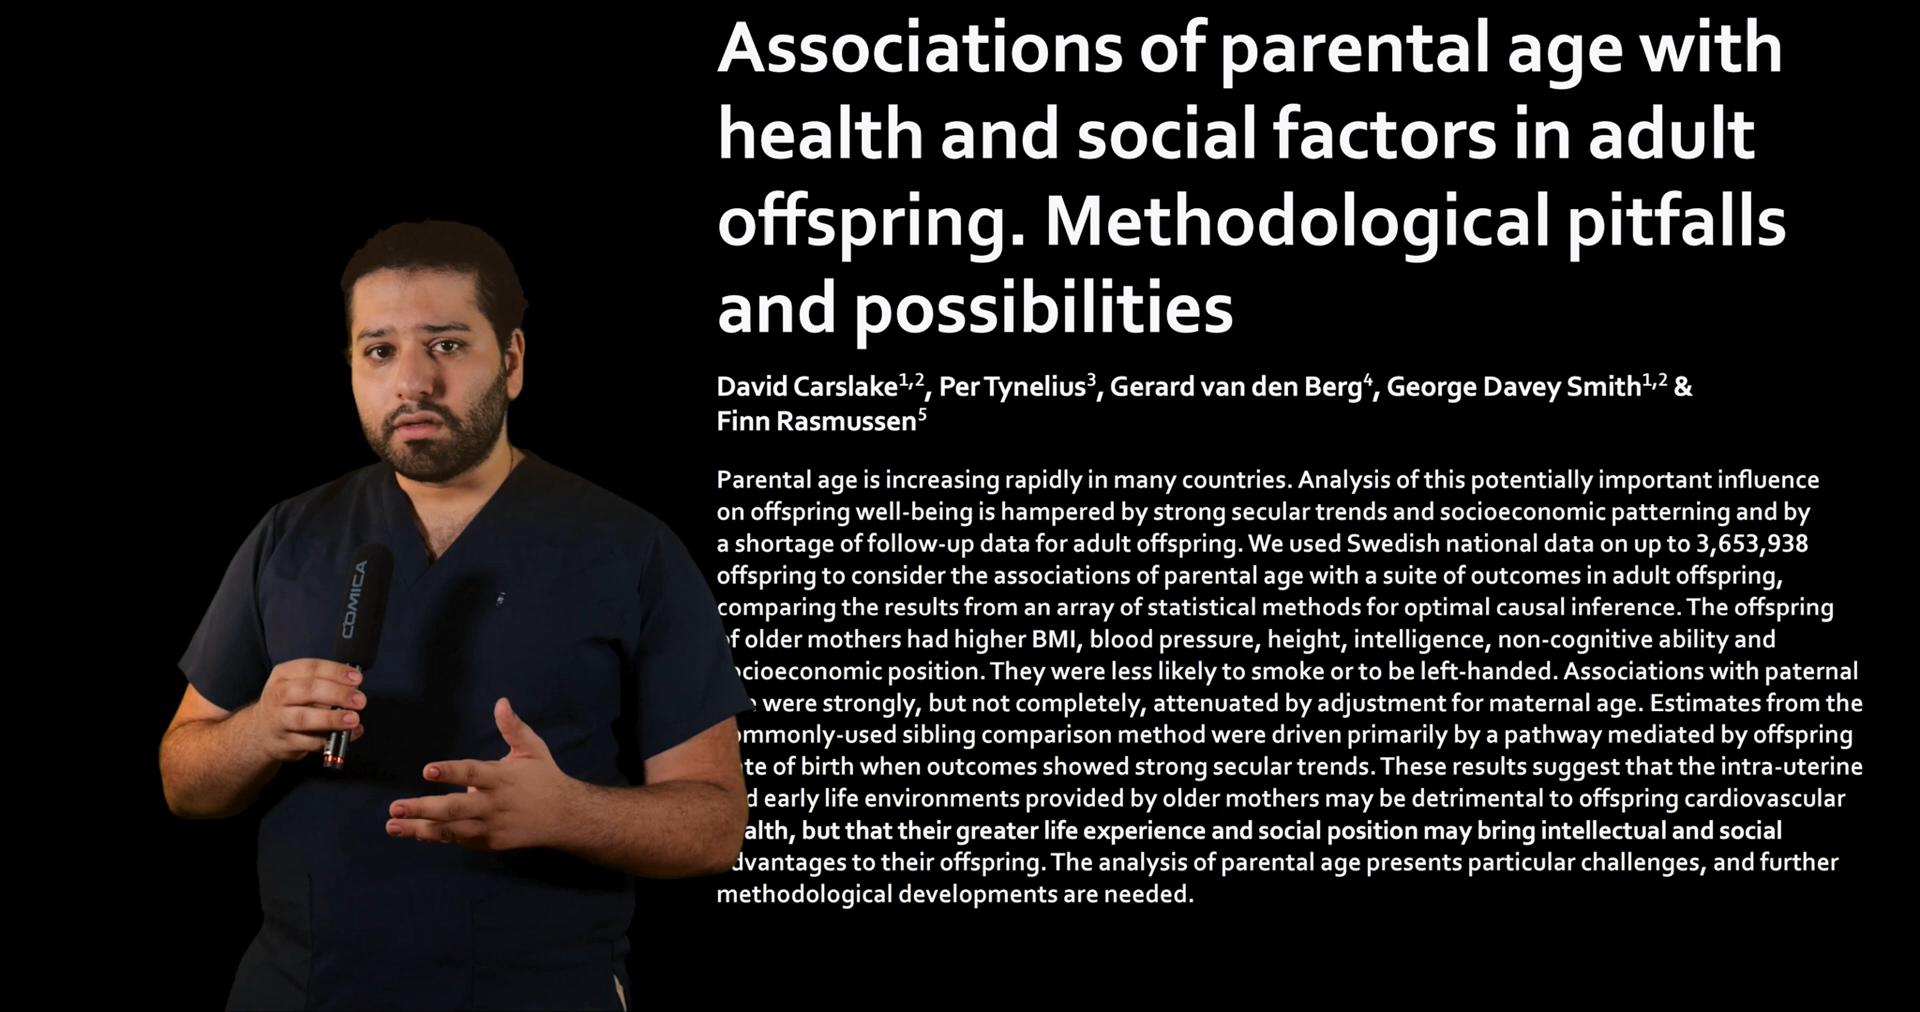 Associations of parental age with
health and social factors in adult
offspring. Methodological pitfalls
and possibilities
David Carslake1,2, Per Tynelius3, Gerard van den Berg4, George Davey Smith1,2 &
Finn Rasmussen5
Parental age is increasing rapidly in many countries. Analysis of this potentially important influence
on offspring well-being is hampered by strong secular trends and socioeconomic patterning and by
a shortage of follow-up data for adult offspring. We used Swedish national data on up to 3,653,938
offspring to consider the associations of parental age with a suite of outcomes in adult offspring,
comparing the results from an array of statistical methods for optimal causal inference. The offspring
of older mothers had higher BMI, blood pressure, height, intelligence, non-cognitive ability and
ocioeconomic position. They were less likely to smoke or to be left-handed. Associations with paternal
were strongly, but not completely, attenuated by adjustment for maternal age. Estimates from the
ommonly-used sibling comparison method were driven primarily by a pathway mediated by offspring
te of birth when outcomes showed strong secular trends. These results suggest that the intra-uterine
d early life environments provided by older mothers may be detrimental to offspring cardiovascular
alth, but that their greater life experience and social position may bring intellectual and social
dvantages to their offspring. The analysis of parental age presents particular challenges, and further
methodological developments are needed.
COMICA